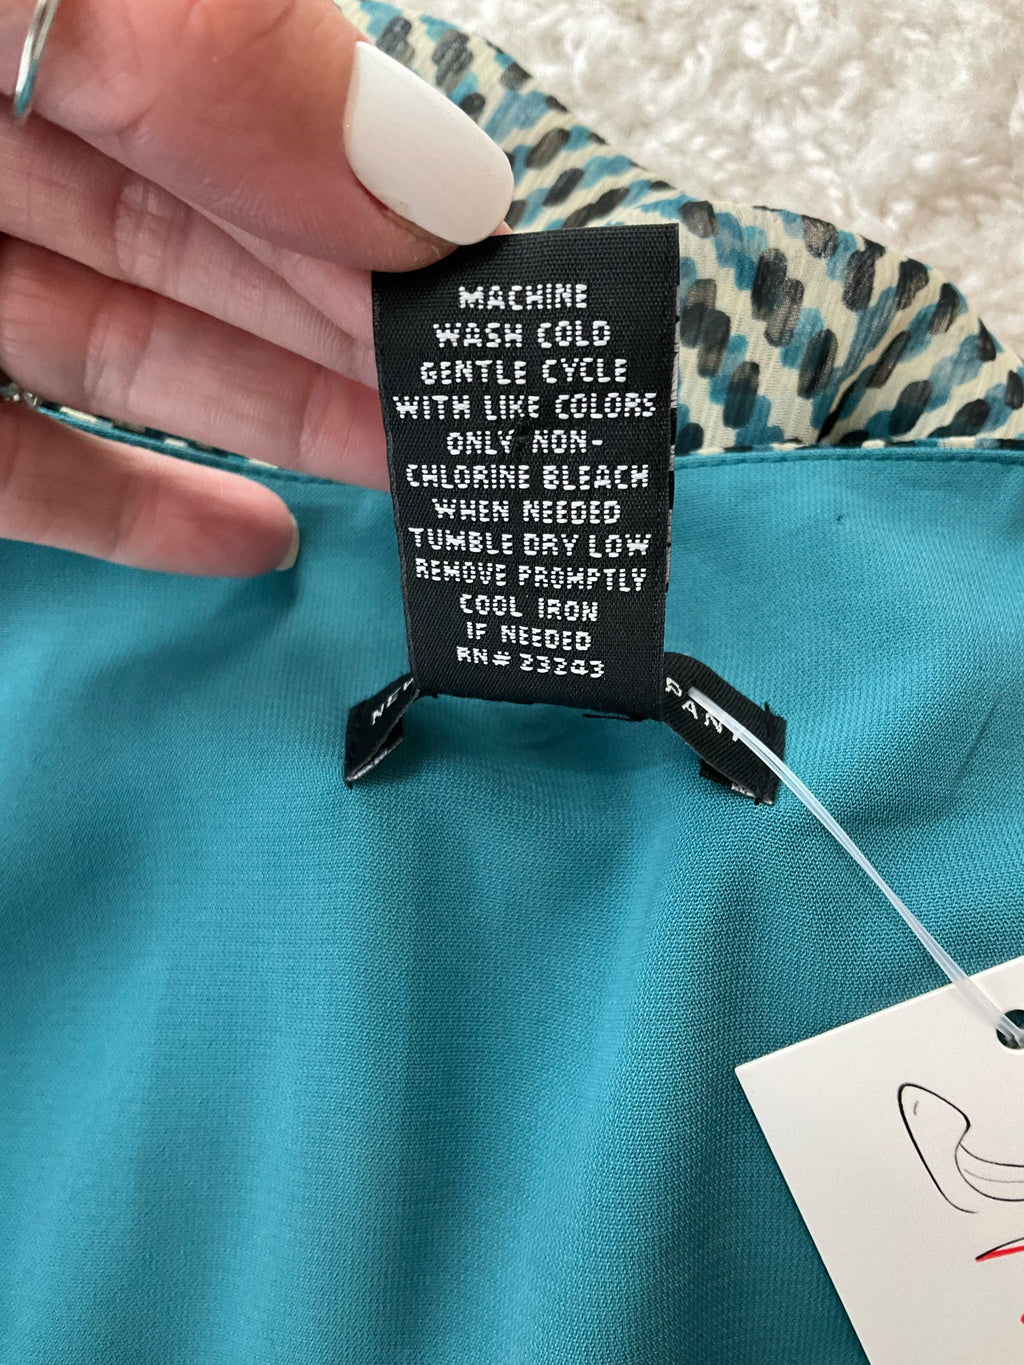 MACHINE
WASH COLD
GENTLE CYCLE
WITH LIKE COLORS
ONLY NON-
CHLORINE BLEACH
WHEN NEEDED
TUMBLE DRY LOW
REMOVE PROMPTLY
COOL IRON
IF NEEDED
RN# 23243